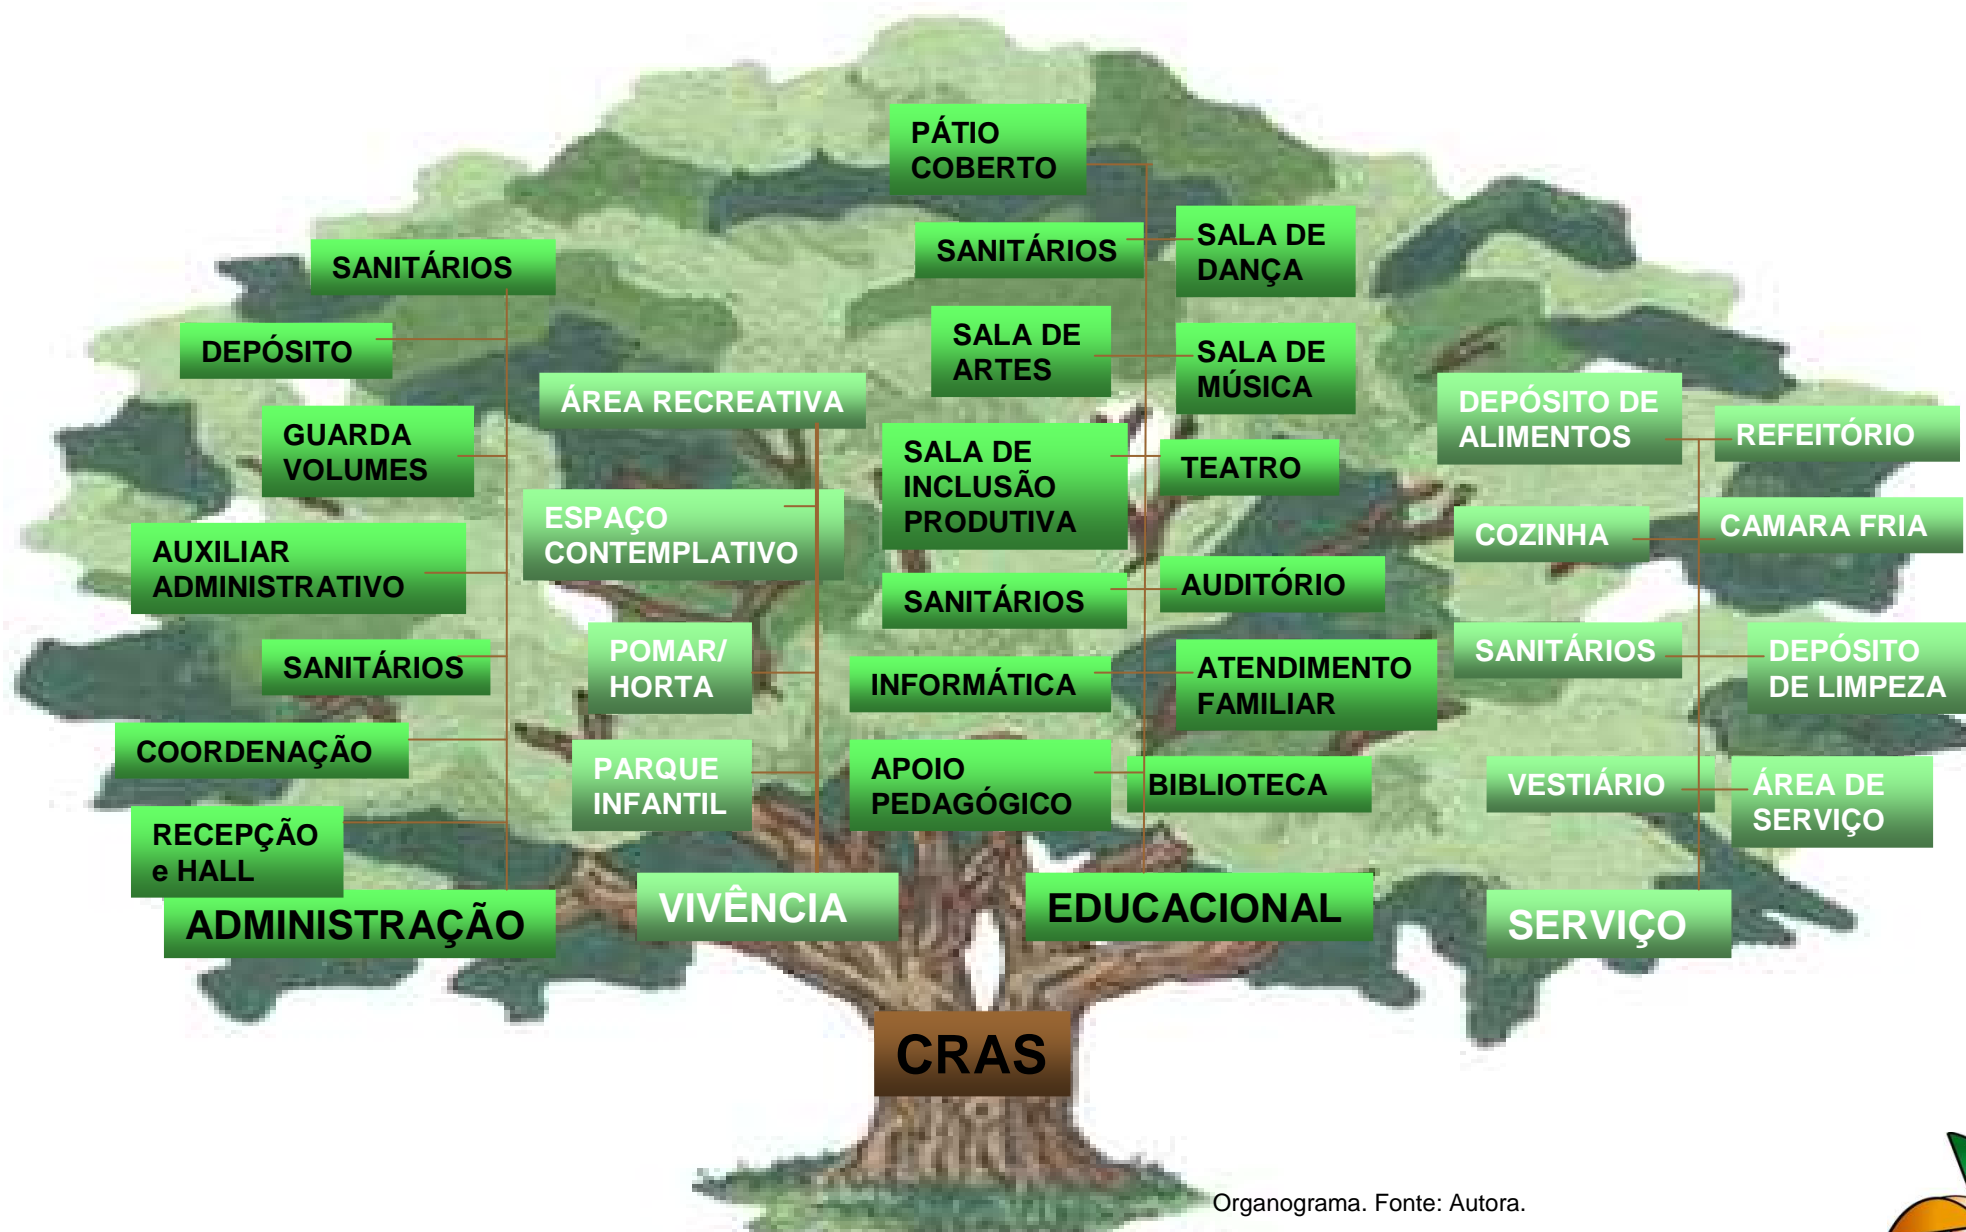 PÁTIO
COBERTO
SANITÁRIOS
SALA DE
DANÇA
SALA DE
ARTES
SALA DE
MÚSICA
SALA DE
INCLUSÃO
PRODUTIVA
TEATRO
SANITÁRIOS
AUDITÓRIO
INFORMÁTICA
ATENDIMENTO
FAMILIAR
APOIO
PEDAGÓGICO
BIBLIOTECA
EDUCACIONAL
SANITÁRIOS
DEPÓSITO
GUARDA
VOLUMES
AUXILIAR
ADMINISTRATIVO
SANITÁRIOS
COORDENAÇÃO
RECEPÇÃO
e HALL
ADMINISTRAÇÃO
ÁREA RECREATIVA
ESPAÇO
CONTEMPLATIVO
POMAR/
HORTA
PARQUE
INFANTIL
VIVÊNCIA
DEPÓSITO DE
ALIMENTOS
REFEITÓRIO
COZINHA
CAMARA FRIA
SANITÁRIOS
DEPÓSITO
DE LIMPEZA
VESTIÁRIO
ÁREA DE
SERVIÇO
SERVIÇO
CRAS
Organograma. Fonte: Autora.